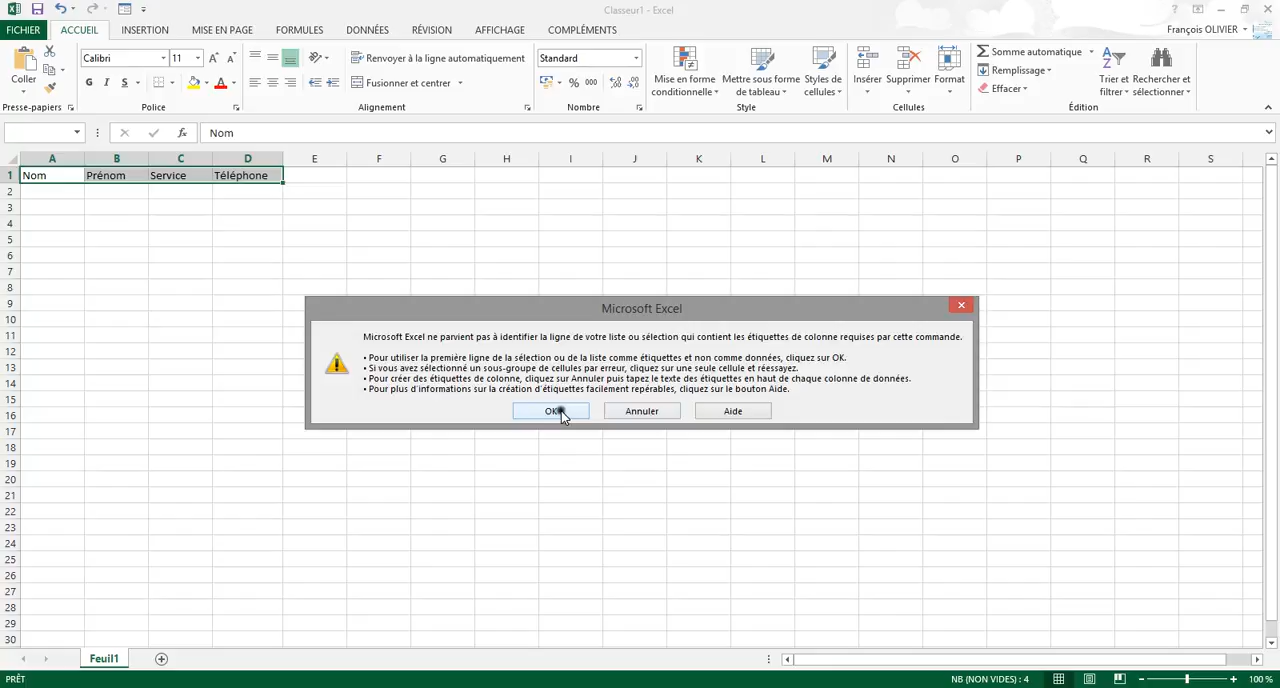 Classeur1 - Excel
?
FICHIER ACCUEIL INSERTION MISE EN PAGE FORMULES DONNÉES RÉVISION AFFICHAGE COMPLÉMENTS François OLIVIER
Coller
Presse-papiers
Calibri 11
G I S
Police
Renvoyer à la ligne automatiquement
Fusionner et centrer
Alignement
Standard
% 000
Nombre
Mise en forme conditionnelle
Mettre sous forme de tableau
Styles de cellules
Style
Insérer Supprimer Format
Cellules
Somme automatique
Remplissage
Effacer
Trier et filtrer
Rechercher et sélectionner
Édition
fx Nom
A B C D E F G H I J K L M N O P Q R S
1 Nom Prénom Service Téléphone
2
3
4
5
6
7
8
9
10
11
12
13
14
15
16
17
18
19
20
21
22
23
24
25
26
27
28
29
30
Microsoft Excel
Microsoft Excel ne parvient pas à identifier la ligne de votre liste ou sélection qui contient les étiquettes de colonne requises par cette commande.
• Pour utiliser la première ligne de la sélection ou de la liste comme étiquettes et non comme données, cliquez sur OK.
• Si vous avez sélectionné un sous-groupe de cellules par erreur, cliquez sur une seule cellule et réessayez.
• Pour créer des étiquettes de colonne, cliquez sur Annuler puis tapez le texte des étiquettes en haut de chaque colonne de données.
• Pour plus d'informations sur la création d'étiquettes facilement repérables, cliquez sur le bouton Aide.
OK Annuler Aide
Feuil1
PRÊT NB (NON VIDES) : 4 100 %